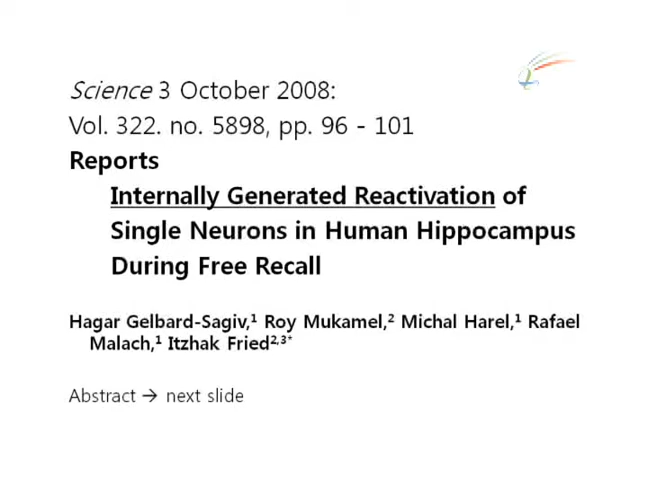 Science 3 October 2008:
Vol. 322. no. 5898, pp. 96 - 101
Reports
Internally Generated Reactivation of
Single Neurons in Human Hippocampus
During Free Recall
Hagar Gelbard-Sagiv,¹ Roy Mukamel,² Michal Harel,¹ Rafael
Malach,¹ Itzhak Fried²,³*
Abstract → next slide